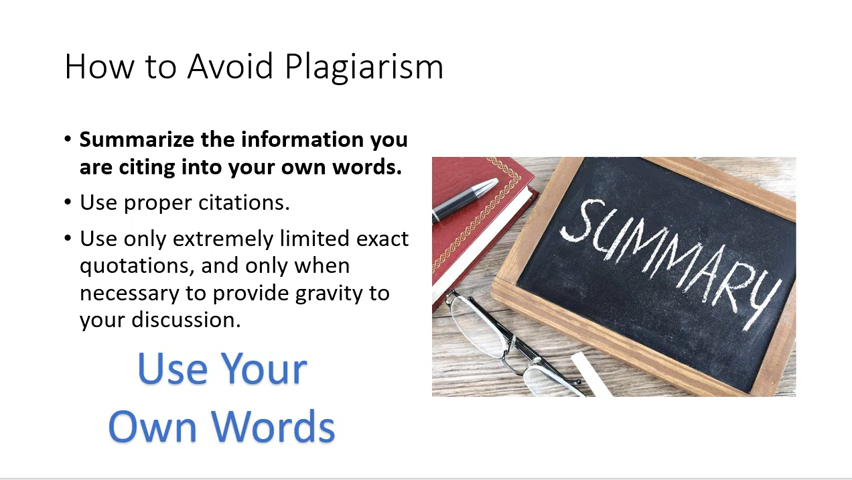 How to Avoid Plagiarism
• Summarize the information you
are citing into your own words.
• Use proper citations.
• Use only extremely limited exact
quotations, and only when
necessary to provide gravity to
your discussion.
Use Your
Own Words
SUMMARY